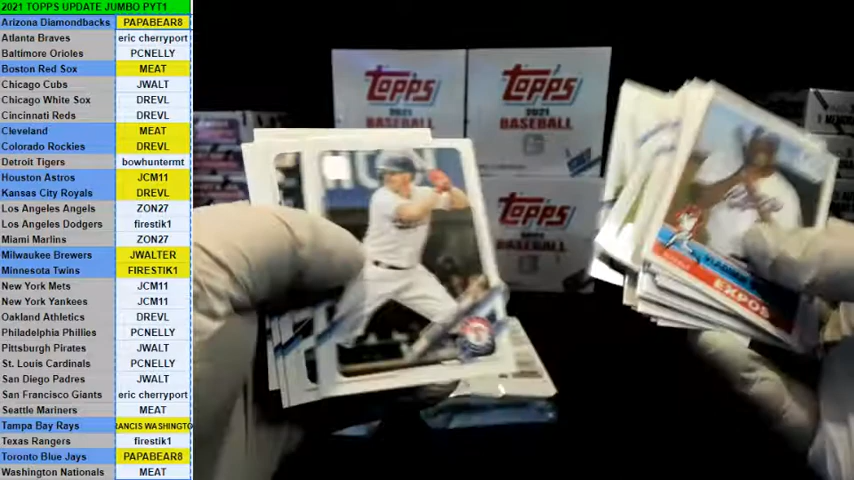 2021 TOPPS UPDATE JUMBO PYT1
Arizona Diamondbacks PAPABEAR8
Atlanta Braves eric cherryport
Baltimore Orioles PCNELLY
Boston Red Sox MEAT
Chicago Cubs JWALT
Chicago White Sox DREVL
Cincinnati Reds DREVL
Cleveland MEAT
Colorado Rockies DREVL
Detroit Tigers bowhuntermt
Houston Astros JCM11
Kansas City Royals DREVL
Los Angeles Angels ZON27
Los Angeles Dodgers firestik1
Miami Marlins ZON27
Milwaukee Brewers JWALTER
Minnesota Twins FIRESTIK1
New York Mets JCM11
New York Yankees JCM11
Oakland Athletics DREVL
Philadelphia Phillies PCNELLY
Pittsburgh Pirates JWALT
St. Louis Cardinals PCNELLY
San Diego Padres JWALT
San Francisco Giants eric cherryport
Seattle Mariners MEAT
Tampa Bay Rays RANCIS WASHINGTO
Texas Rangers firestik1
Toronto Blue Jays PAPABEAR8
Washington Nationals MEAT
Topps
2021
BASEBALL
Topps
2021
BASEBALL
Topps
2021
BASEBALL
EXPOS